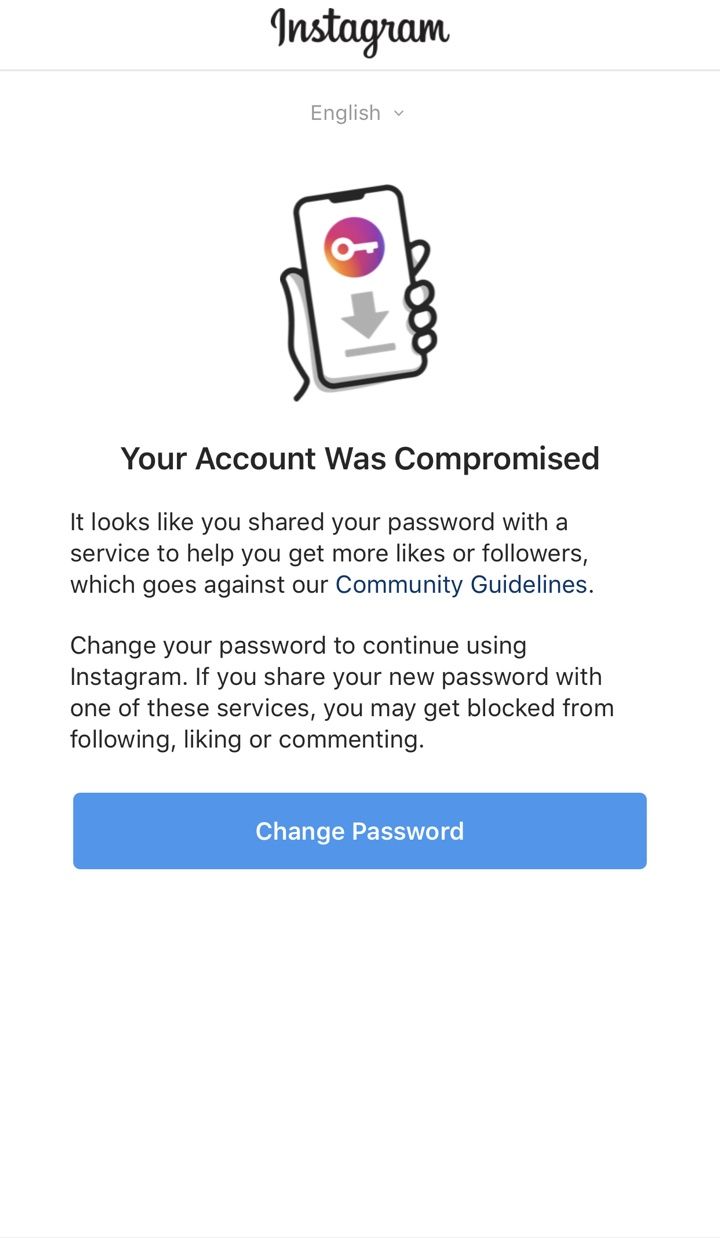 Instagram
English
Your Account Was Compromised
It looks like you shared your password with a
service to help you get more likes or followers,
which goes against our Community Guidelines.
Change your password to continue using
Instagram. If you share your new password with
one of these services, you may get blocked from
following, liking or commenting.
Change Password